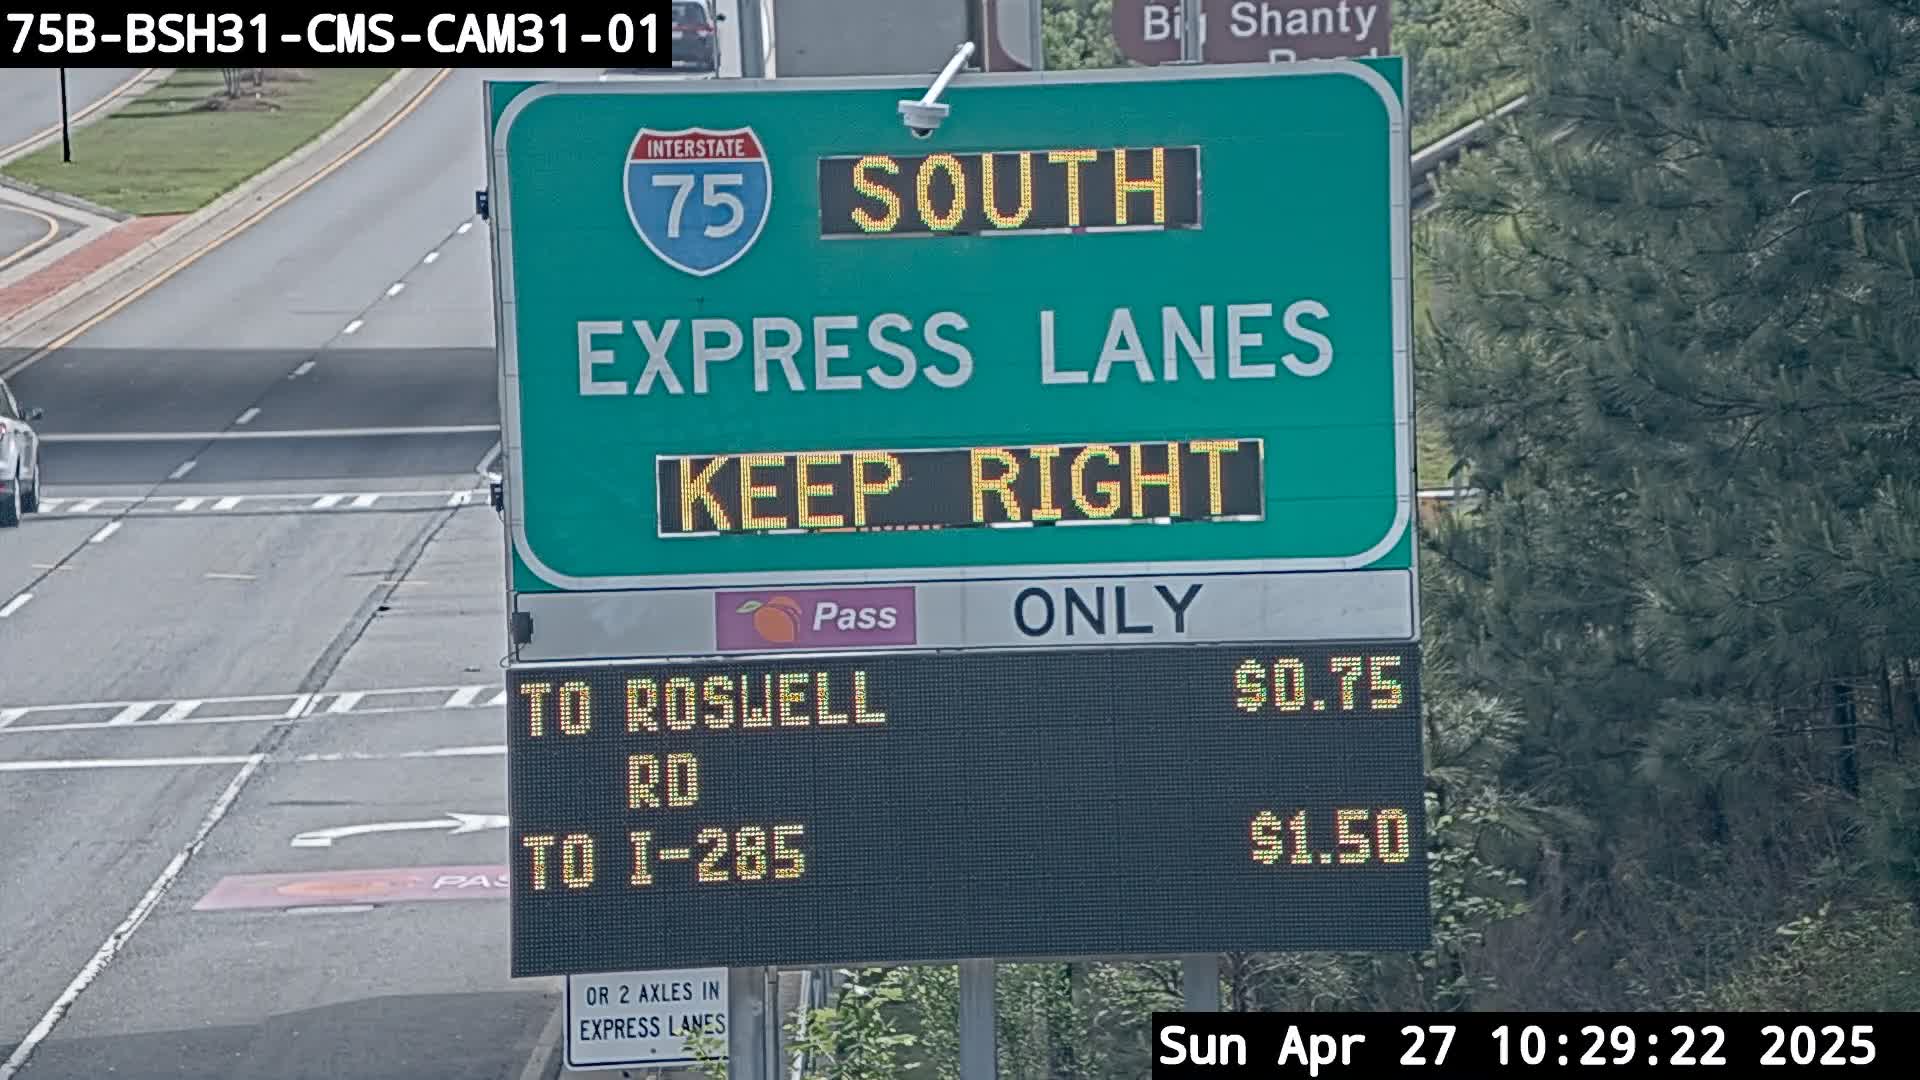 75B-BSH31-CMS-CAM31-01
Big Shanty
INTERSTATE
75
SOUTH
EXPRESS LANES
KEEP RIGHT
Pass ONLY
TO ROSWELL $0.75
RD
TO I-285 $1.50
OR 2 AXLES IN
EXPRESS LANES
Sun Apr 27 10:29:22 2025